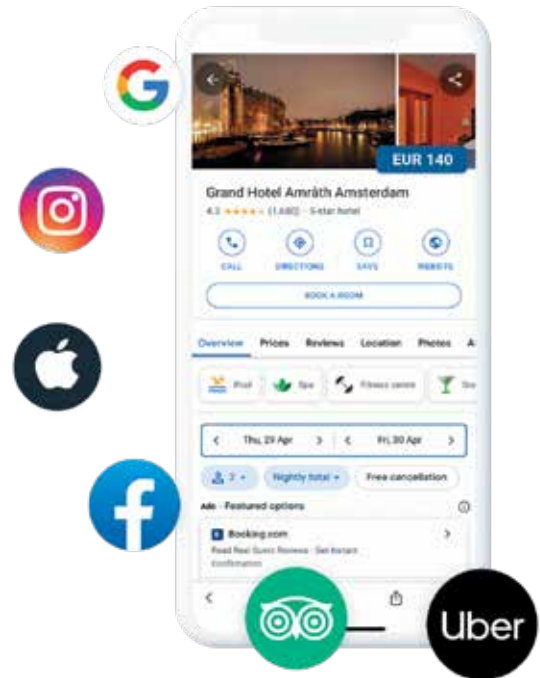 EUR 140
Grand Hotel Amràth Amsterdam
4.3 (1,680) · 5-star hotel
CALL DIRECTIONS SAVE WEBSITE
BOOK A ROOM
Overview Prices Reviews Location Photos A
Pool Spa Fitness centre
Thu, 29 Apr Fri, 30 Apr
2 Nightly total Free cancellation
Ads · Featured options
Booking.com
Read Real Guest Reviews · Get Instant
Confirmation
Uber